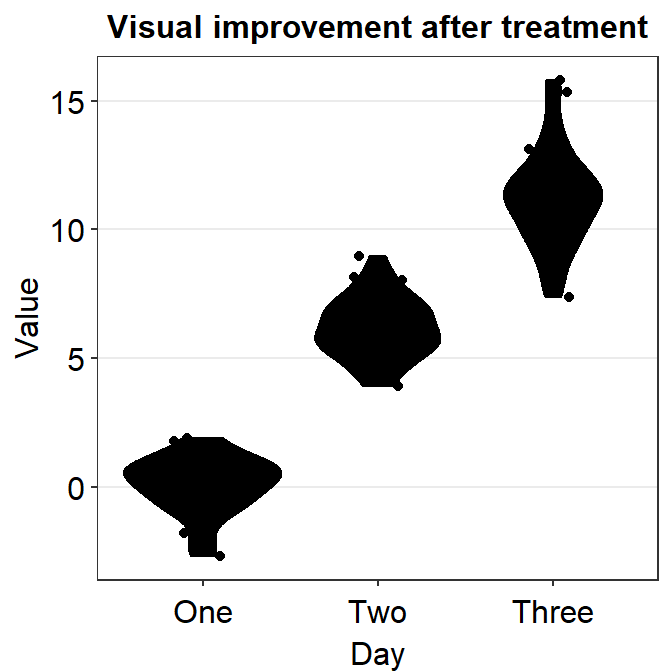 Visual improvement after treatment
Value
15
10
5
0
One Two Three
Day